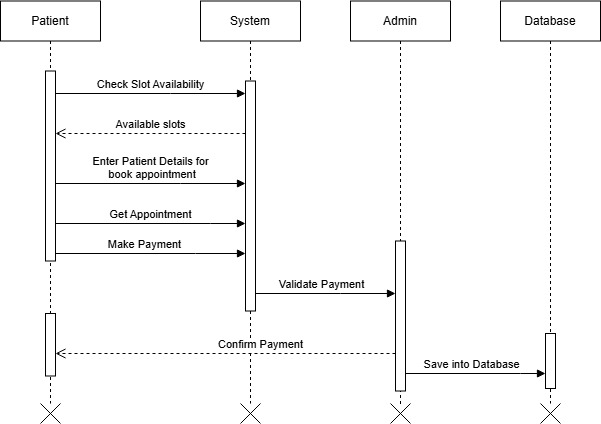 Patient
System
Admin
Database
Check Slot Availability
Available slots
Enter Patient Details for
book appointment
Get Appointment
Make Payment
Validate Payment
Confirm Payment
Save into Database